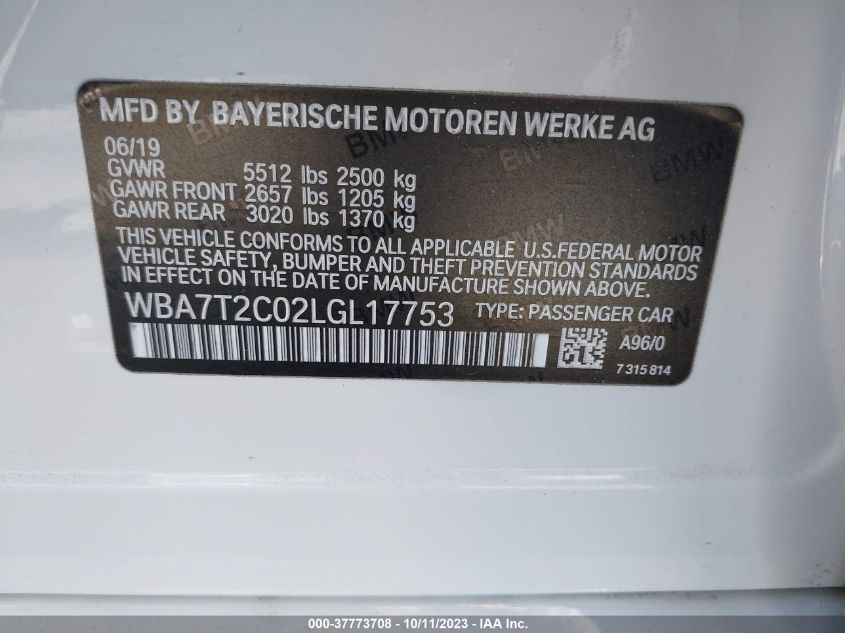 MFD BY BAYERISCHE MOTOREN WERKE AG
06/19
GVWR 5512 lbs 2500 kg
GAWR FRONT 2657 lbs 1205 kg
GAWR REAR 3020 lbs 1370 kg
THIS VEHICLE CONFORMS TO ALL APPLICABLE U.S.FEDERAL MOTOR
VEHICLE SAFETY, BUMPER AND THEFT PREVENTION STANDARDS
IN EFFECT ON THE DATE OF MANUFACTURE SHOWN ABOVE.
WBA7T2C02LGL17753 TYPE: PASSENGER CAR
A96/0
7 315 814
000-37773708 - 10/11/2023 - IAA Inc.